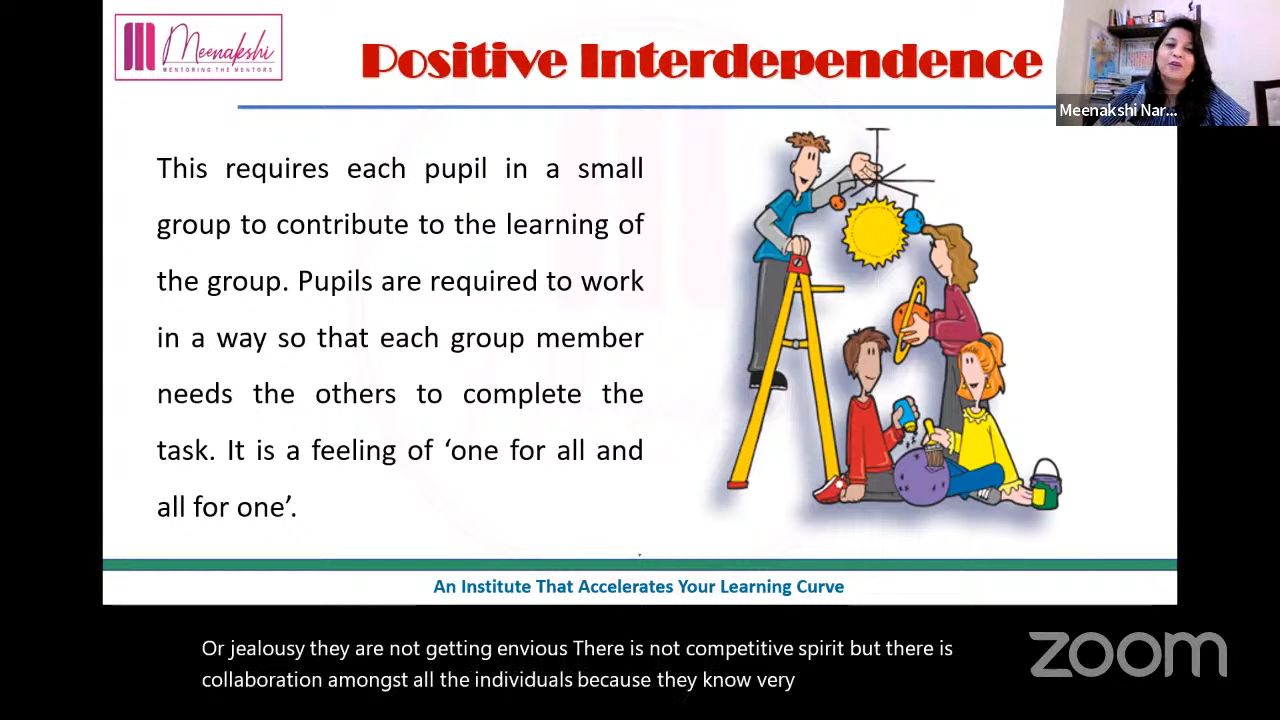 Meenakshi
MENTORING THE MENTORS
Positive Interdependence
Meenakshi Nar...
This requires each pupil in a small
group to contribute to the learning of
the group. Pupils are required to work
in a way so that each group member
needs the others to complete the
task. It is a feeling of ‘one for all and
all for one’.
An Institute That Accelerates Your Learning Curve
Or jealousy they are not getting envious There is not competitive spirit but there is
collaboration amongst all the individuals because they know very
zoom